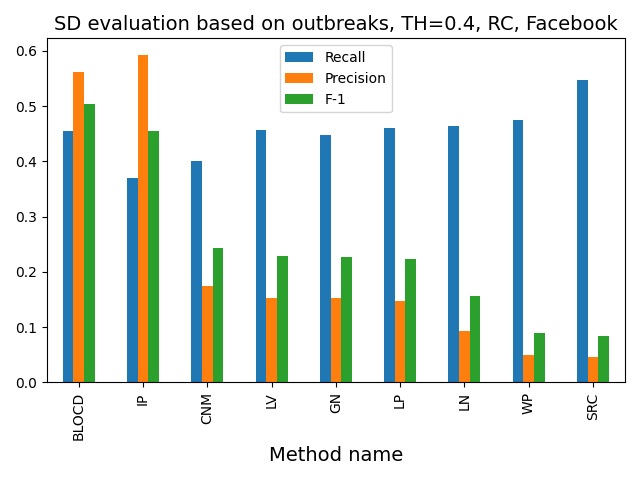 SD evaluation based on outbreaks, TH=0.4, RC, Facebook
Recall
Precision
F-1
0.6
0.5
0.4
0.3
0.2
0.1
0.0
BLOCD
IP
CNM
LV
GN
LP
LN
WP
SRC
Method name